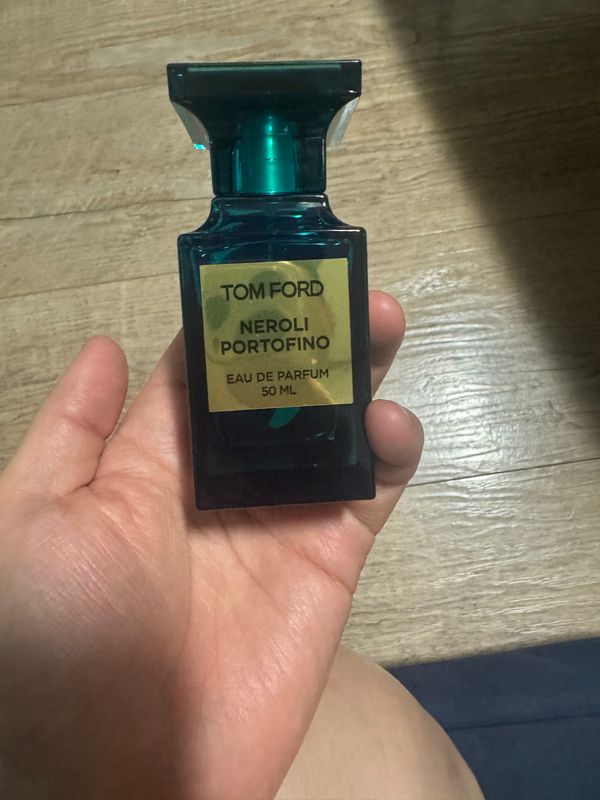 TOM FORD
NEROLI
PORTOFINO
EAU DE PARFUM
50 ML